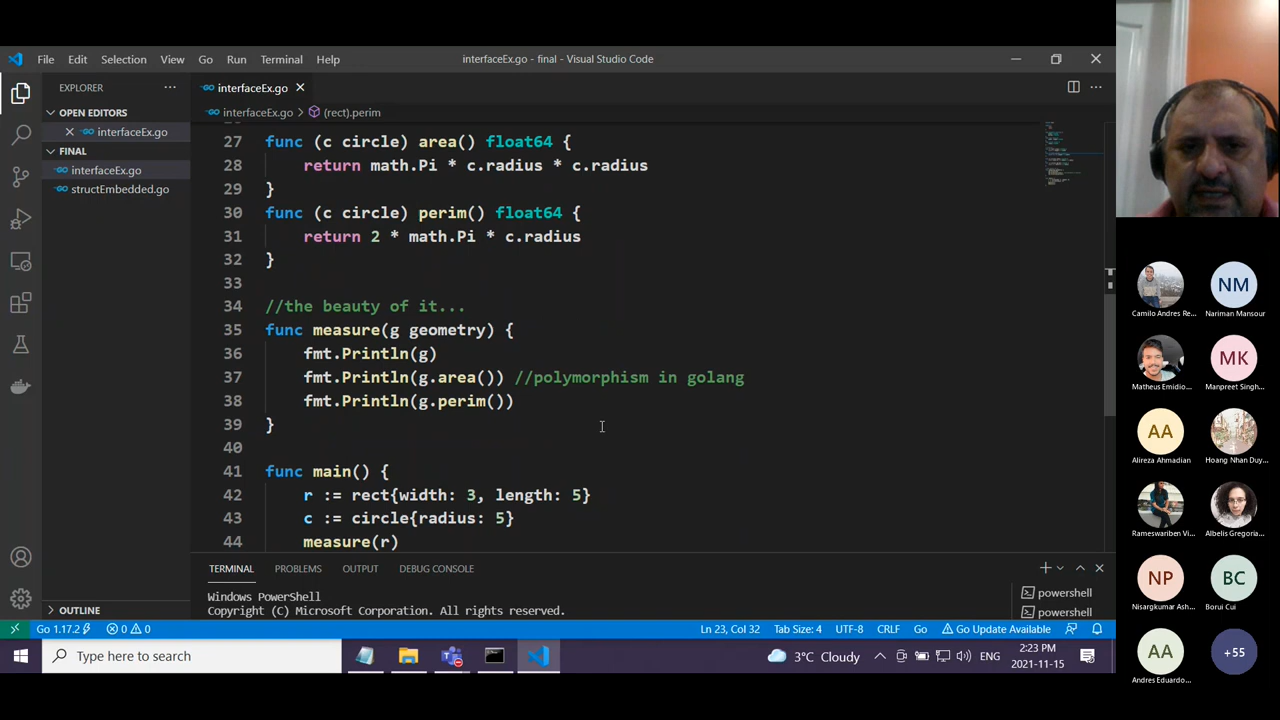 File Edit Selection View Go Run Terminal Help
interfaceEx.go - final - Visual Studio Code
EXPLORER
OPEN EDITORS
interfaceEx.go
FINAL
interfaceEx.go
structEmbedded.go
OUTLINE
interfaceEx.go
interfaceEx.go > (rect).perim
27 func (c circle) area() float64 {
28 return math.Pi * c.radius * c.radius
29 }
30 func (c circle) perim() float64 {
31 return 2 * math.Pi * c.radius
32 }
33
34 //the beauty of it...
35 func measure(g geometry) {
36 fmt.Println(g)
37 fmt.Println(g.area()) //polymorphism in golang
38 fmt.Println(g.perim())
39 }
40
41 func main() {
42 r := rect{width: 3, length: 5}
43 c := circle{radius: 5}
44 measure(r)
TERMINAL PROBLEMS OUTPUT DEBUG CONSOLE
Windows PowerShell
Copyright (C) Microsoft Corporation. All rights reserved.
powershell
powershell
Go 1.17.2 0 0 Ln 23, Col 32 Tab Size: 4 UTF-8 CRLF Go Go Update Available
Type here to search
3°C Cloudy
ENG
2:23 PM
2021-11-15
Camilo Andres Re...
NM
Nariman Mansour
Matheus Emidio...
MK
Manpreet Singh...
AA
Alireza Ahmadian
Hoang Nhan Duy...
Rameswariben Vi...
Albelis Gregoria...
NP
Nisargkumar Ash...
BC
Borui Cui
AA
Andres Eduardo...
+55